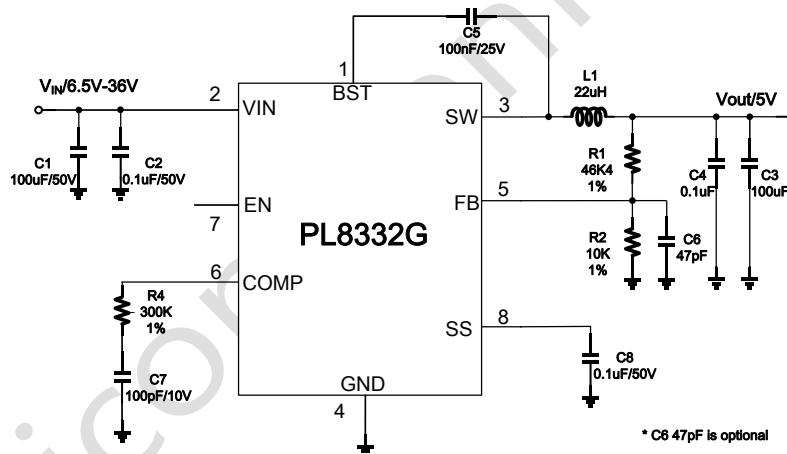 C5
100nF/25V
1
BST
VIN/6.5V-36V
2
VIN
SW
3
L1
22uH
Vout/5V
C1
100uF/50V
C2
0.1uF/50V
R1
46K4
1%
C4
0.1uF
C3
100uF
EN
7
FB
5
PL8332G
R2
10K
1%
C6
47pF
6
COMP
R4
300K
1%
SS
8
C7
100pF/10V
C8
0.1uF/50V
GND
4
* C6 47pF is optional